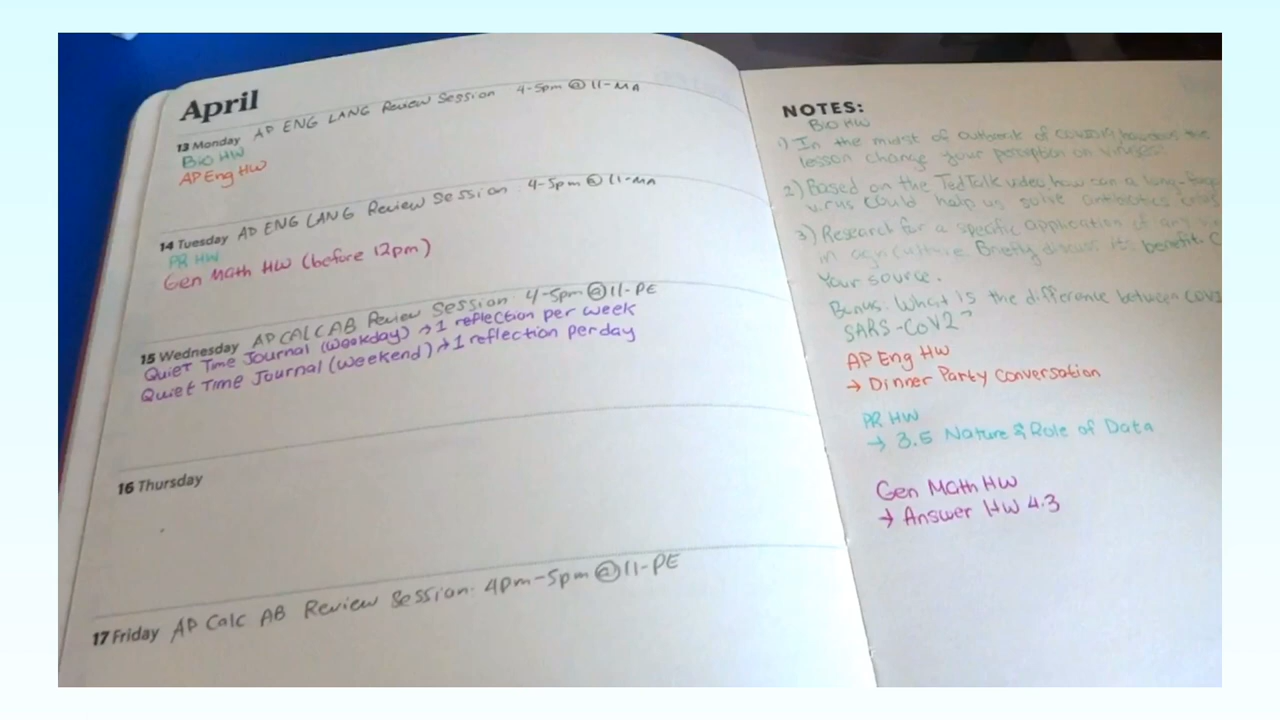 April
13 Monday AP ENG LANG Review Session 4-5pm @ 11-MA
BIO HW
AP Eng HW
14 Tuesday AP ENG LANG Review Session 4-5pm @ 11-MA
PR HW
Gen Math HW (before 12pm)
15 Wednesday AP CALC AB Review Session: 4-5pm @ 11-PE
Quiet Time Journal (Weekday) → 1 reflection per week
Quiet Time Journal (Weekend) → 1 reflection per day
16 Thursday
17 Friday AP Calc AB Review Session: 4pm-5pm @ 11-PE
NOTES:
Bio HW
1) In the midst of outbreak of the
lesson change your perception on viruses?
2) Based on the TedTalk video how can a long-
virus could help us solve antibiotics
3) Research for a specific application of any
in agriculture. Briefly discuss its benefit. C
Your source.
Bonus: What is the difference between
SARS-CoV2?
AP Eng HW
→ Dinner Party Conversation
PR HW
→ 3.5 Nature & Role of Data
Gen Math HW
→ Answer HW 4.3